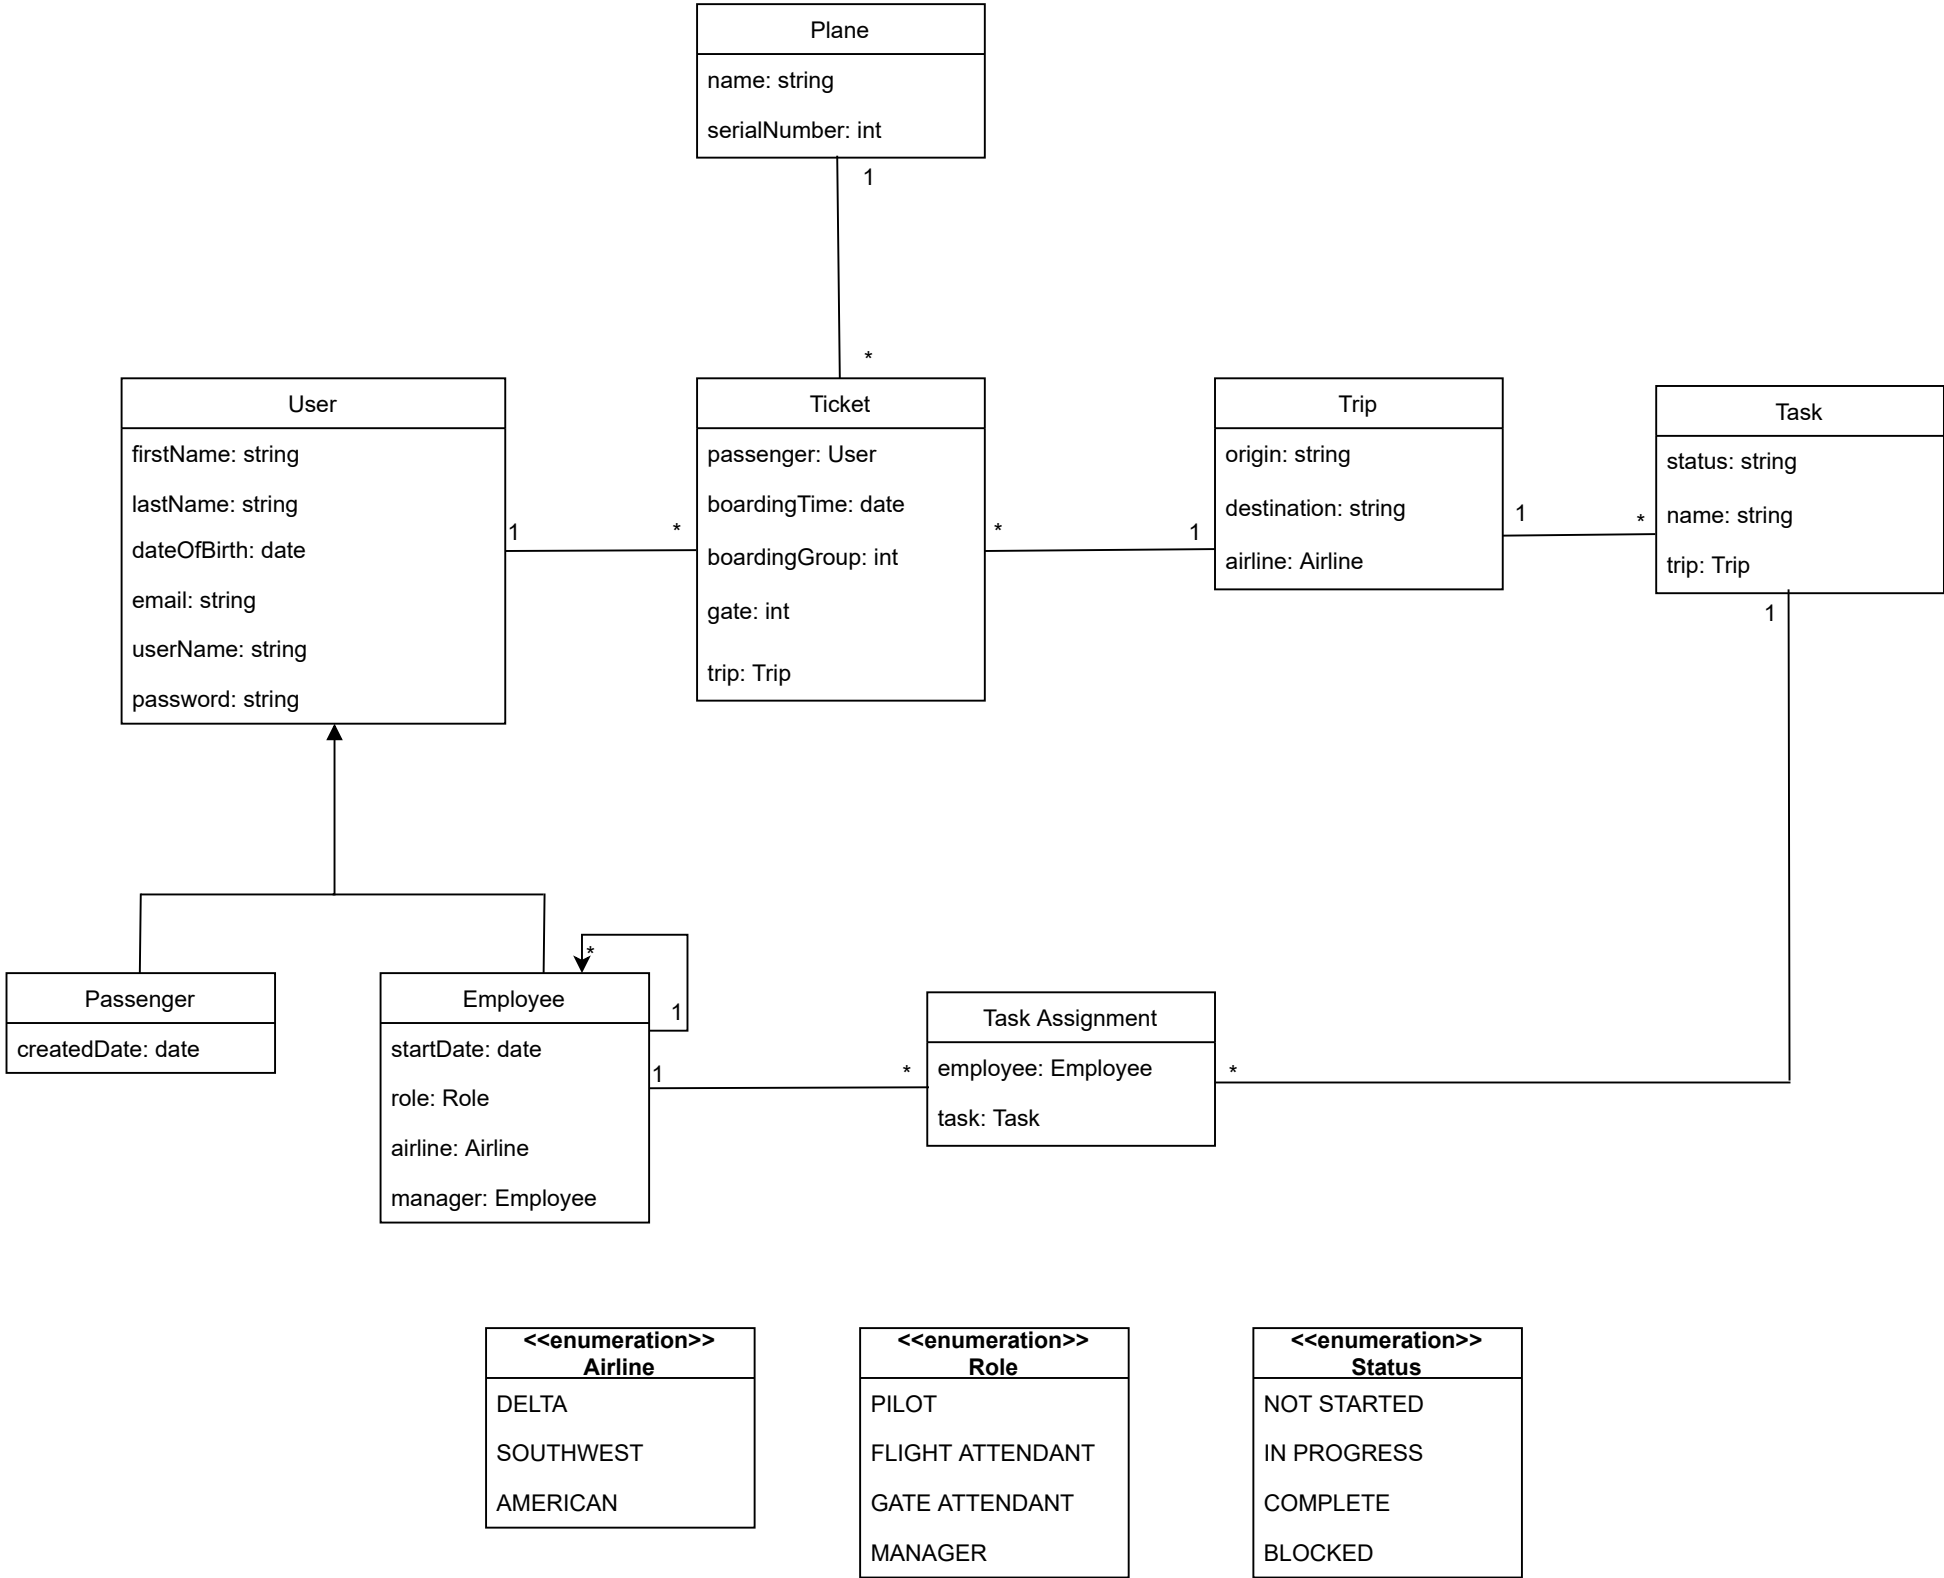 Plane
name: string
serialNumber: int
1
*
User
firstName: string
lastName: string
dateOfBirth: date
email: string
userName: string
password: string
1
*
Ticket
passenger: User
boardingTime: date
boardingGroup: int
gate: int
trip: Trip
*
1
Trip
origin: string
destination: string
airline: Airline
1
*
Task
status: string
name: string
trip: Trip
1
Passenger
createdDate: date
*
1
Employee
startDate: date
role: Role
airline: Airline
manager: Employee
1
*
Task Assignment
employee: Employee
task: Task
*
<<enumeration>>
Airline
DELTA
SOUTHWEST
AMERICAN
<<enumeration>>
Role
PILOT
FLIGHT ATTENDANT
GATE ATTENDANT
MANAGER
<<enumeration>>
Status
NOT STARTED
IN PROGRESS
COMPLETE
BLOCKED